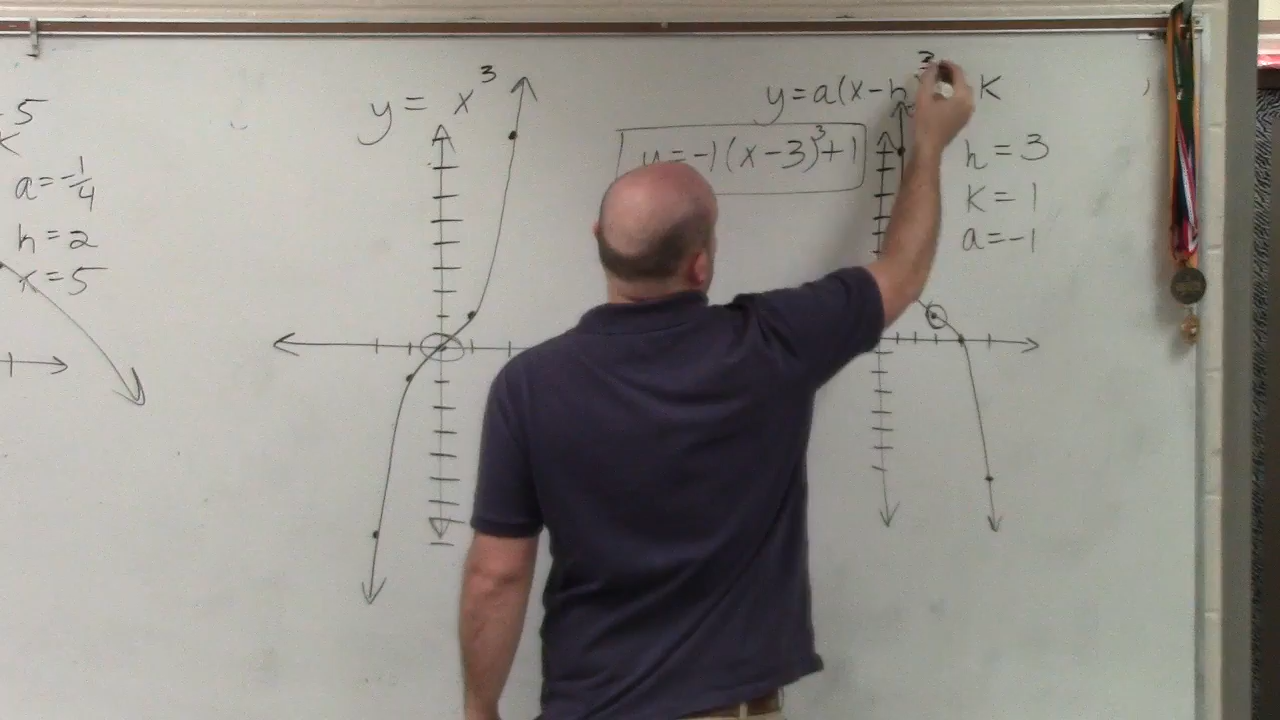 5
K
a=-1/4
h=2
x=5
y = x³
y=a(x-h)³ K
y=-1(x-3)³+1
h=3
K=1
a=-1